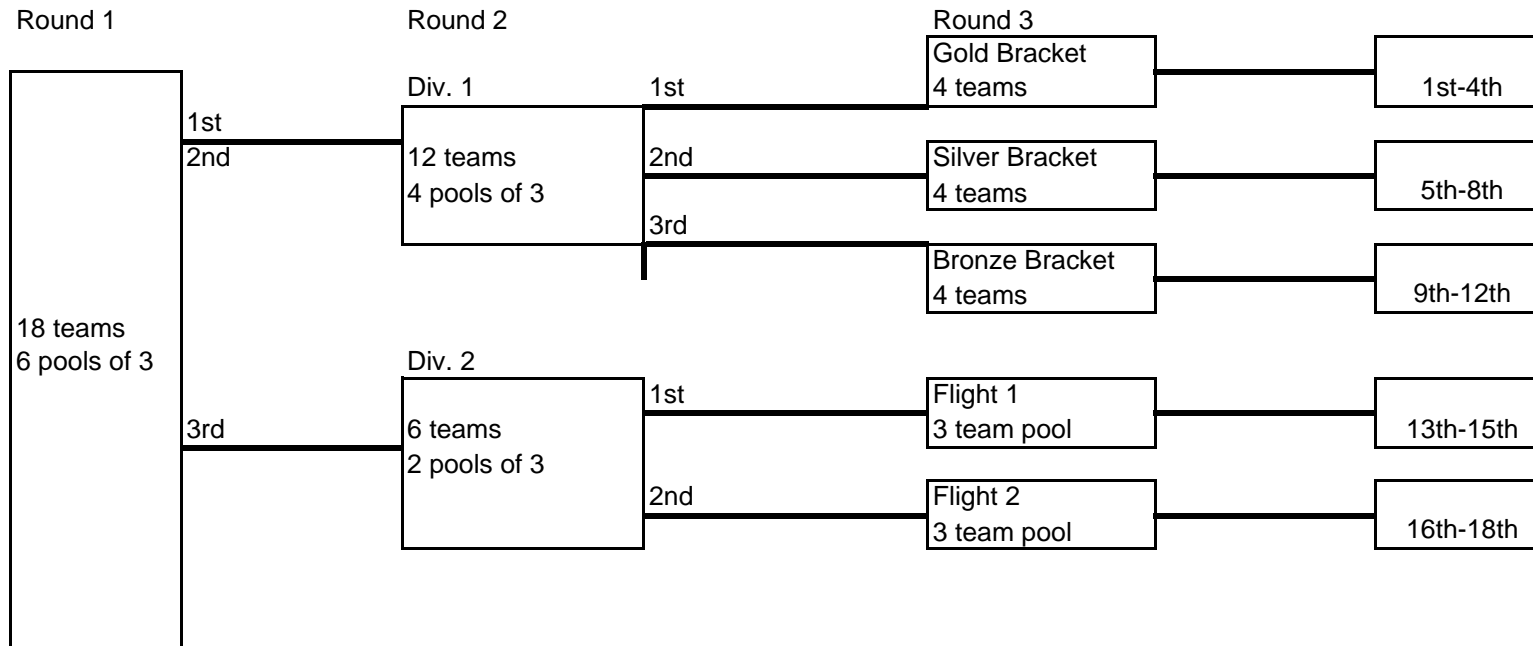 Round 1
Round 2
Round 3
Gold Bracket
4 teams
1st-4th
Div. 1
1st
1st
2nd
12 teams
4 pools of 3
2nd
Silver Bracket
4 teams
5th-8th
3rd
Bronze Bracket
4 teams
9th-12th
18 teams
6 pools of 3
Div. 2
3rd
6 teams
2 pools of 3
1st
Flight 1
3 team pool
13th-15th
2nd
Flight 2
3 team pool
16th-18th